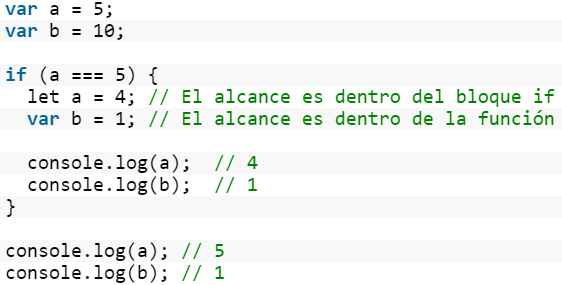 var a = 5;
var b = 10;
if (a === 5) {
let a = 4; // El alcance es dentro del bloque if
var b = 1; // El alcance es dentro de la función
console.log(a);  // 4
console.log(b);  // 1
}
console.log(a); // 5
console.log(b); // 1